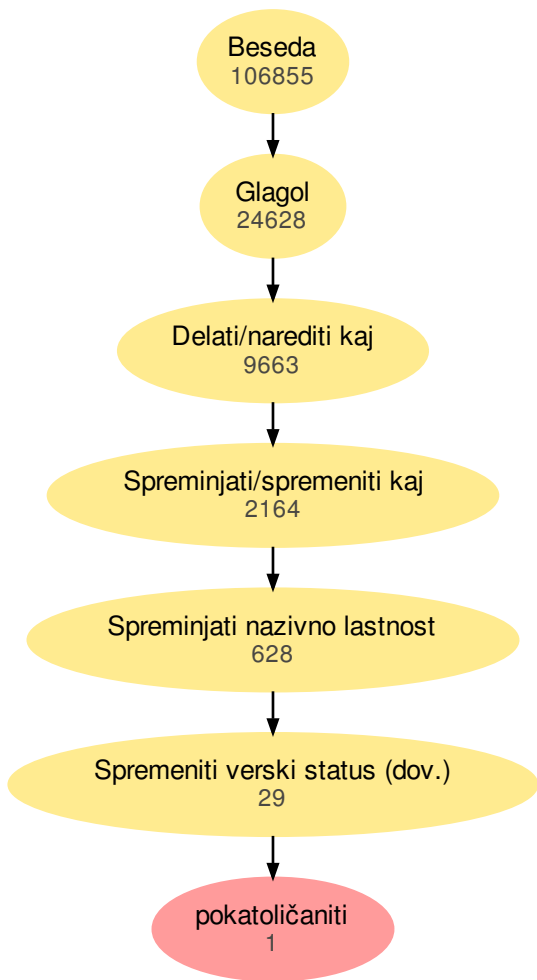 Beseda
106855
Glagol
24628
Delati/narediti kaj
9663
Spreminjati/spremeniti kaj
2164
Spreminjati nazivno lastnost
628
Spremeniti verski status (dov.)
29
pokatoličaniti
1